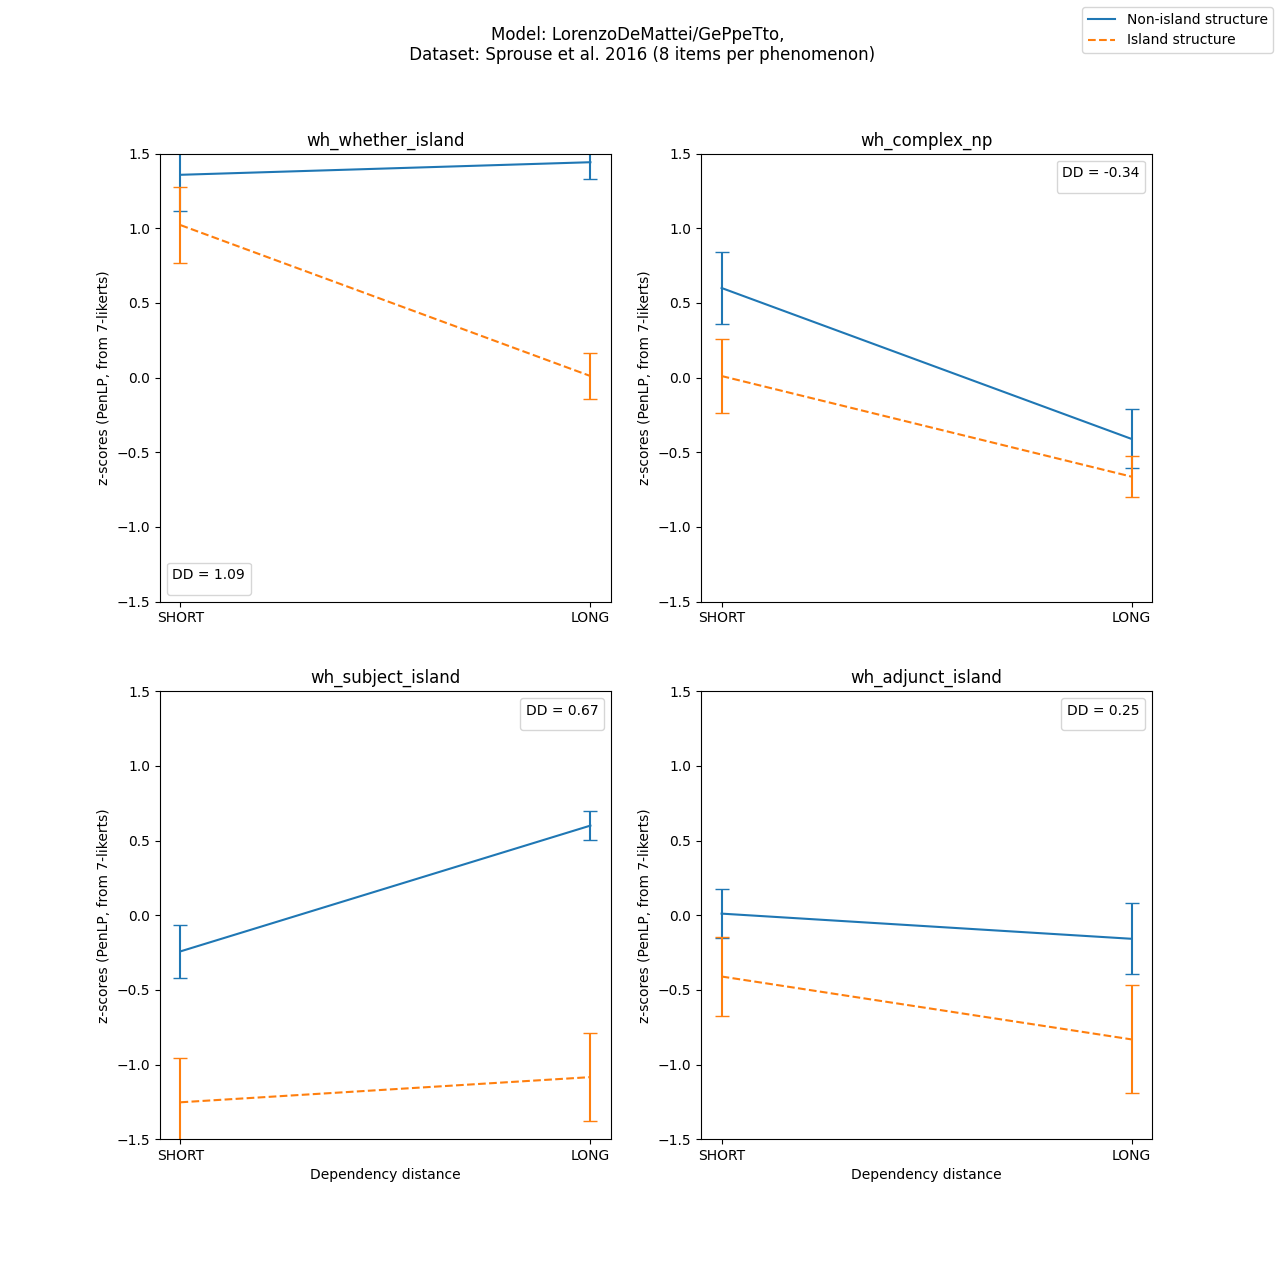 Model: LorenzoDeMattei/GePpeTto,
Dataset: Sprouse et al. 2016 (8 items per phenomenon)
Non-island structure
Island structure
wh_whether_island
1.5
1.0
0.5
0.0
−0.5
−1.0
−1.5
z-scores (PenLP, from 7-likerts)
DD = 1.09
SHORT LONG
wh_complex_np
1.5
1.0
0.5
0.0
−0.5
−1.0
−1.5
z-scores (PenLP, from 7-likerts)
DD = -0.34
SHORT LONG
wh_subject_island
1.5
1.0
0.5
0.0
−0.5
−1.0
−1.5
z-scores (PenLP, from 7-likerts)
DD = 0.67
SHORT LONG
Dependency distance
wh_adjunct_island
1.5
1.0
0.5
0.0
−0.5
−1.0
−1.5
z-scores (PenLP, from 7-likerts)
DD = 0.25
SHORT LONG
Dependency distance